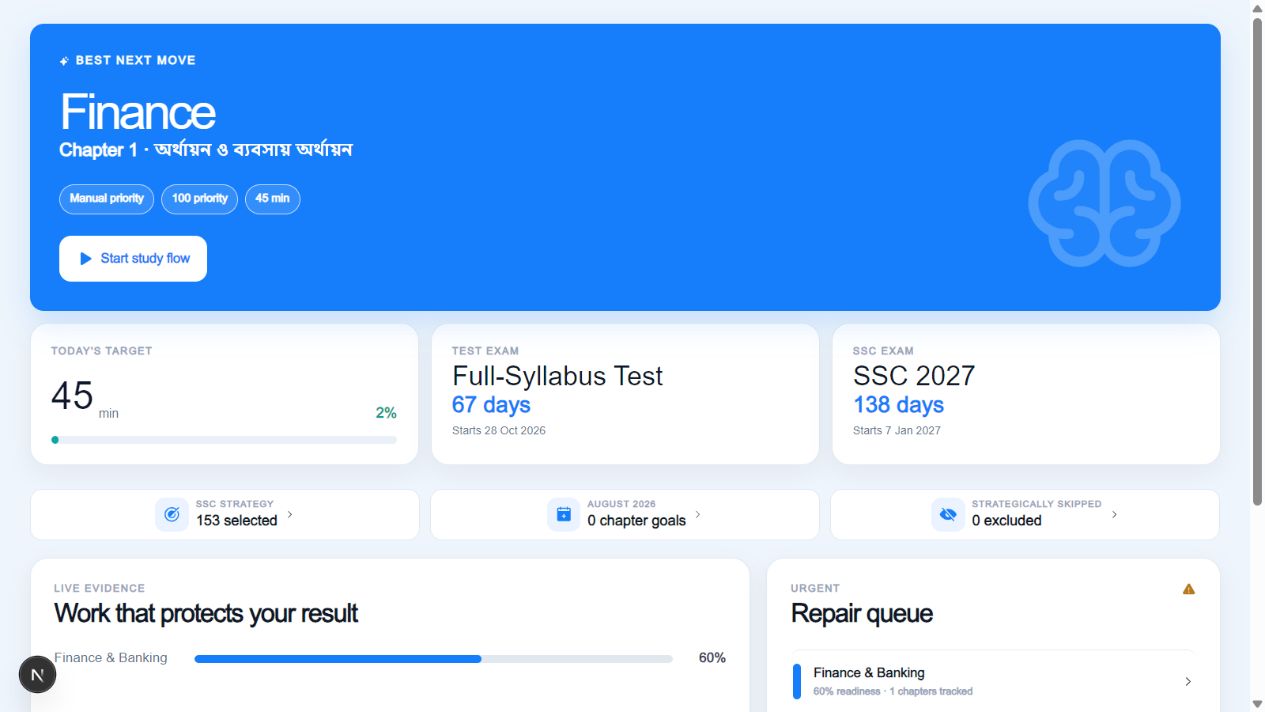 BEST NEXT MOVE
Finance
Chapter 1 · অর্থায়ন ও ব্যবসায় অর্থায়ন
Manual priority
100 priority
45 min
Start study flow
TODAY'S TARGET
45 min
2%
TEST EXAM
Full-Syllabus Test
67 days
Starts 28 Oct 2026
SSC EXAM
SSC 2027
138 days
Starts 7 Jan 2027
SSC STRATEGY
153 selected
AUGUST 2026
0 chapter goals
STRATEGICALLY SKIPPED
0 excluded
LIVE EVIDENCE
Work that protects your result
Finance & Banking
60%
URGENT
Repair queue
Finance & Banking
60% readiness · 1 chapters tracked
N